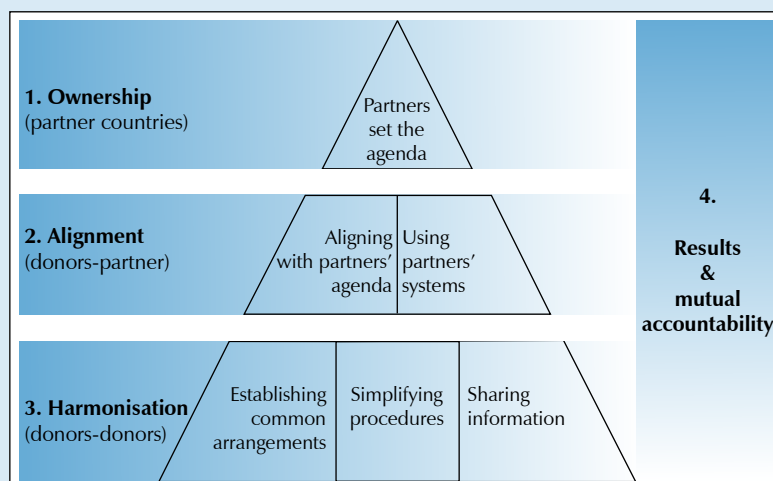 1. Ownership
(partner countries)
Partners
set the
agenda
2. Alignment
(donors-partner)
Aligning
with partners’
agenda
Using
partners’
systems
3. Harmonisation
(donors-donors)
Establishing
common
arrangements
Simplifying
procedures
Sharing
information
4.
Results
&
mutual
accountability